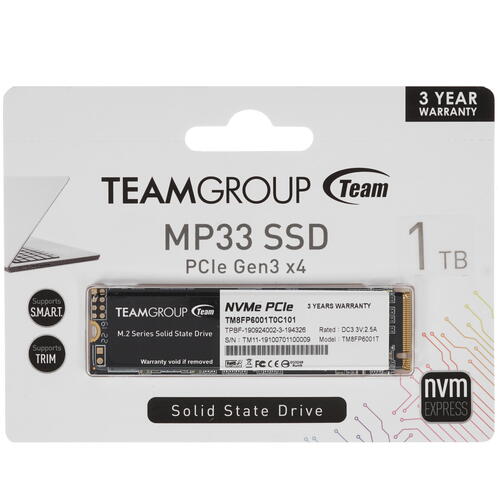 3 YEAR
WARRANTY
TEAMGROUP Team
MP33 SSD
PCIe Gen3 x4
1 TB
Supports
S.M.A.R.T.
Supports
TRIM
TEAMGROUP Team
M.2 Series Solid State Drive
Warranty void if removed
NVMe PCIe 3 YEARS WARRANTY
TM8FP6001T0C101
TPBF-190924002-3-194326 Rated : DC3.3V,2.5A
S/N : TM11-19100701100009 Model : TM8FP6001T
Solid State Drive
nvm
EXPRESS